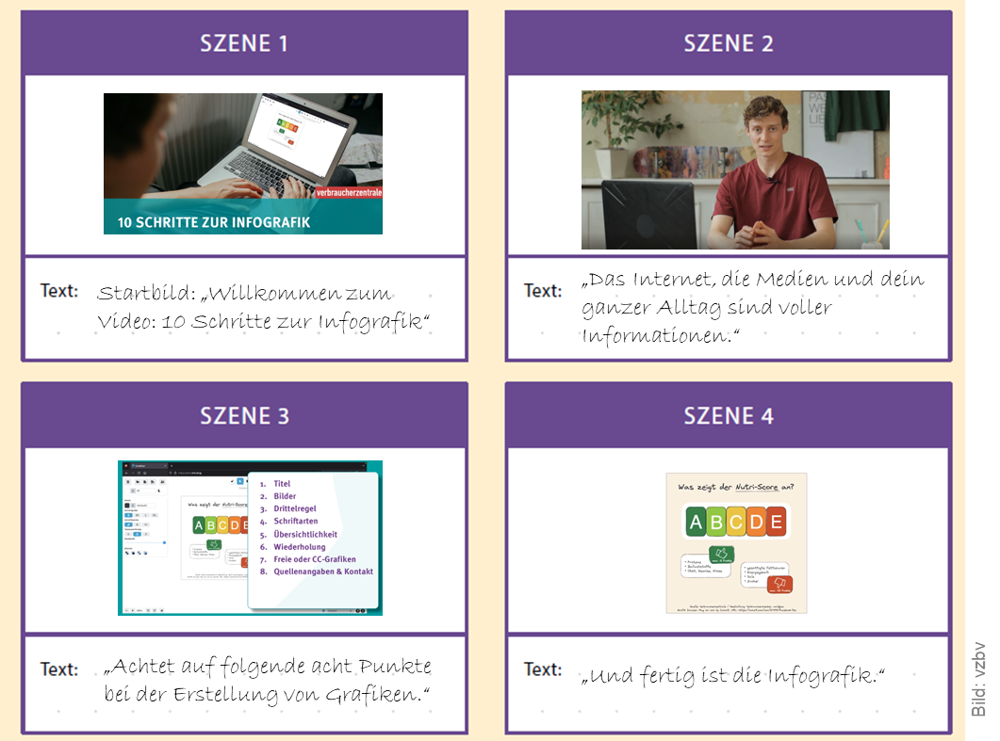 SZENE 1
verbraucherzentrale
10 SCHRITTE ZUR INFOGRAFIK
Text: Startbild: „Willkommen zum
Video: 10 Schritte zur Infografik“
SZENE 2
Text: „Das Internet, die Medien und dein
ganzer Alltag sind voller
Informationen.“
SZENE 3
Was zeigt der Nutri-Score
A B C D E
1. Titel
2. Bilder
3. Drittelregel
4. Schriftarten
5. Übersichtlichkeit
6. Wiederholung
7. Freie oder CC-Grafiken
8. Quellenangaben & Kontakt
Text: „Achtet auf folgende acht Punkte
bei der Erstellung von Grafiken.“
SZENE 4
Was zeigt der Nutri-Score an?
A B C D E
Text: „Und fertig ist die Infografik.“
Bild: vzbv